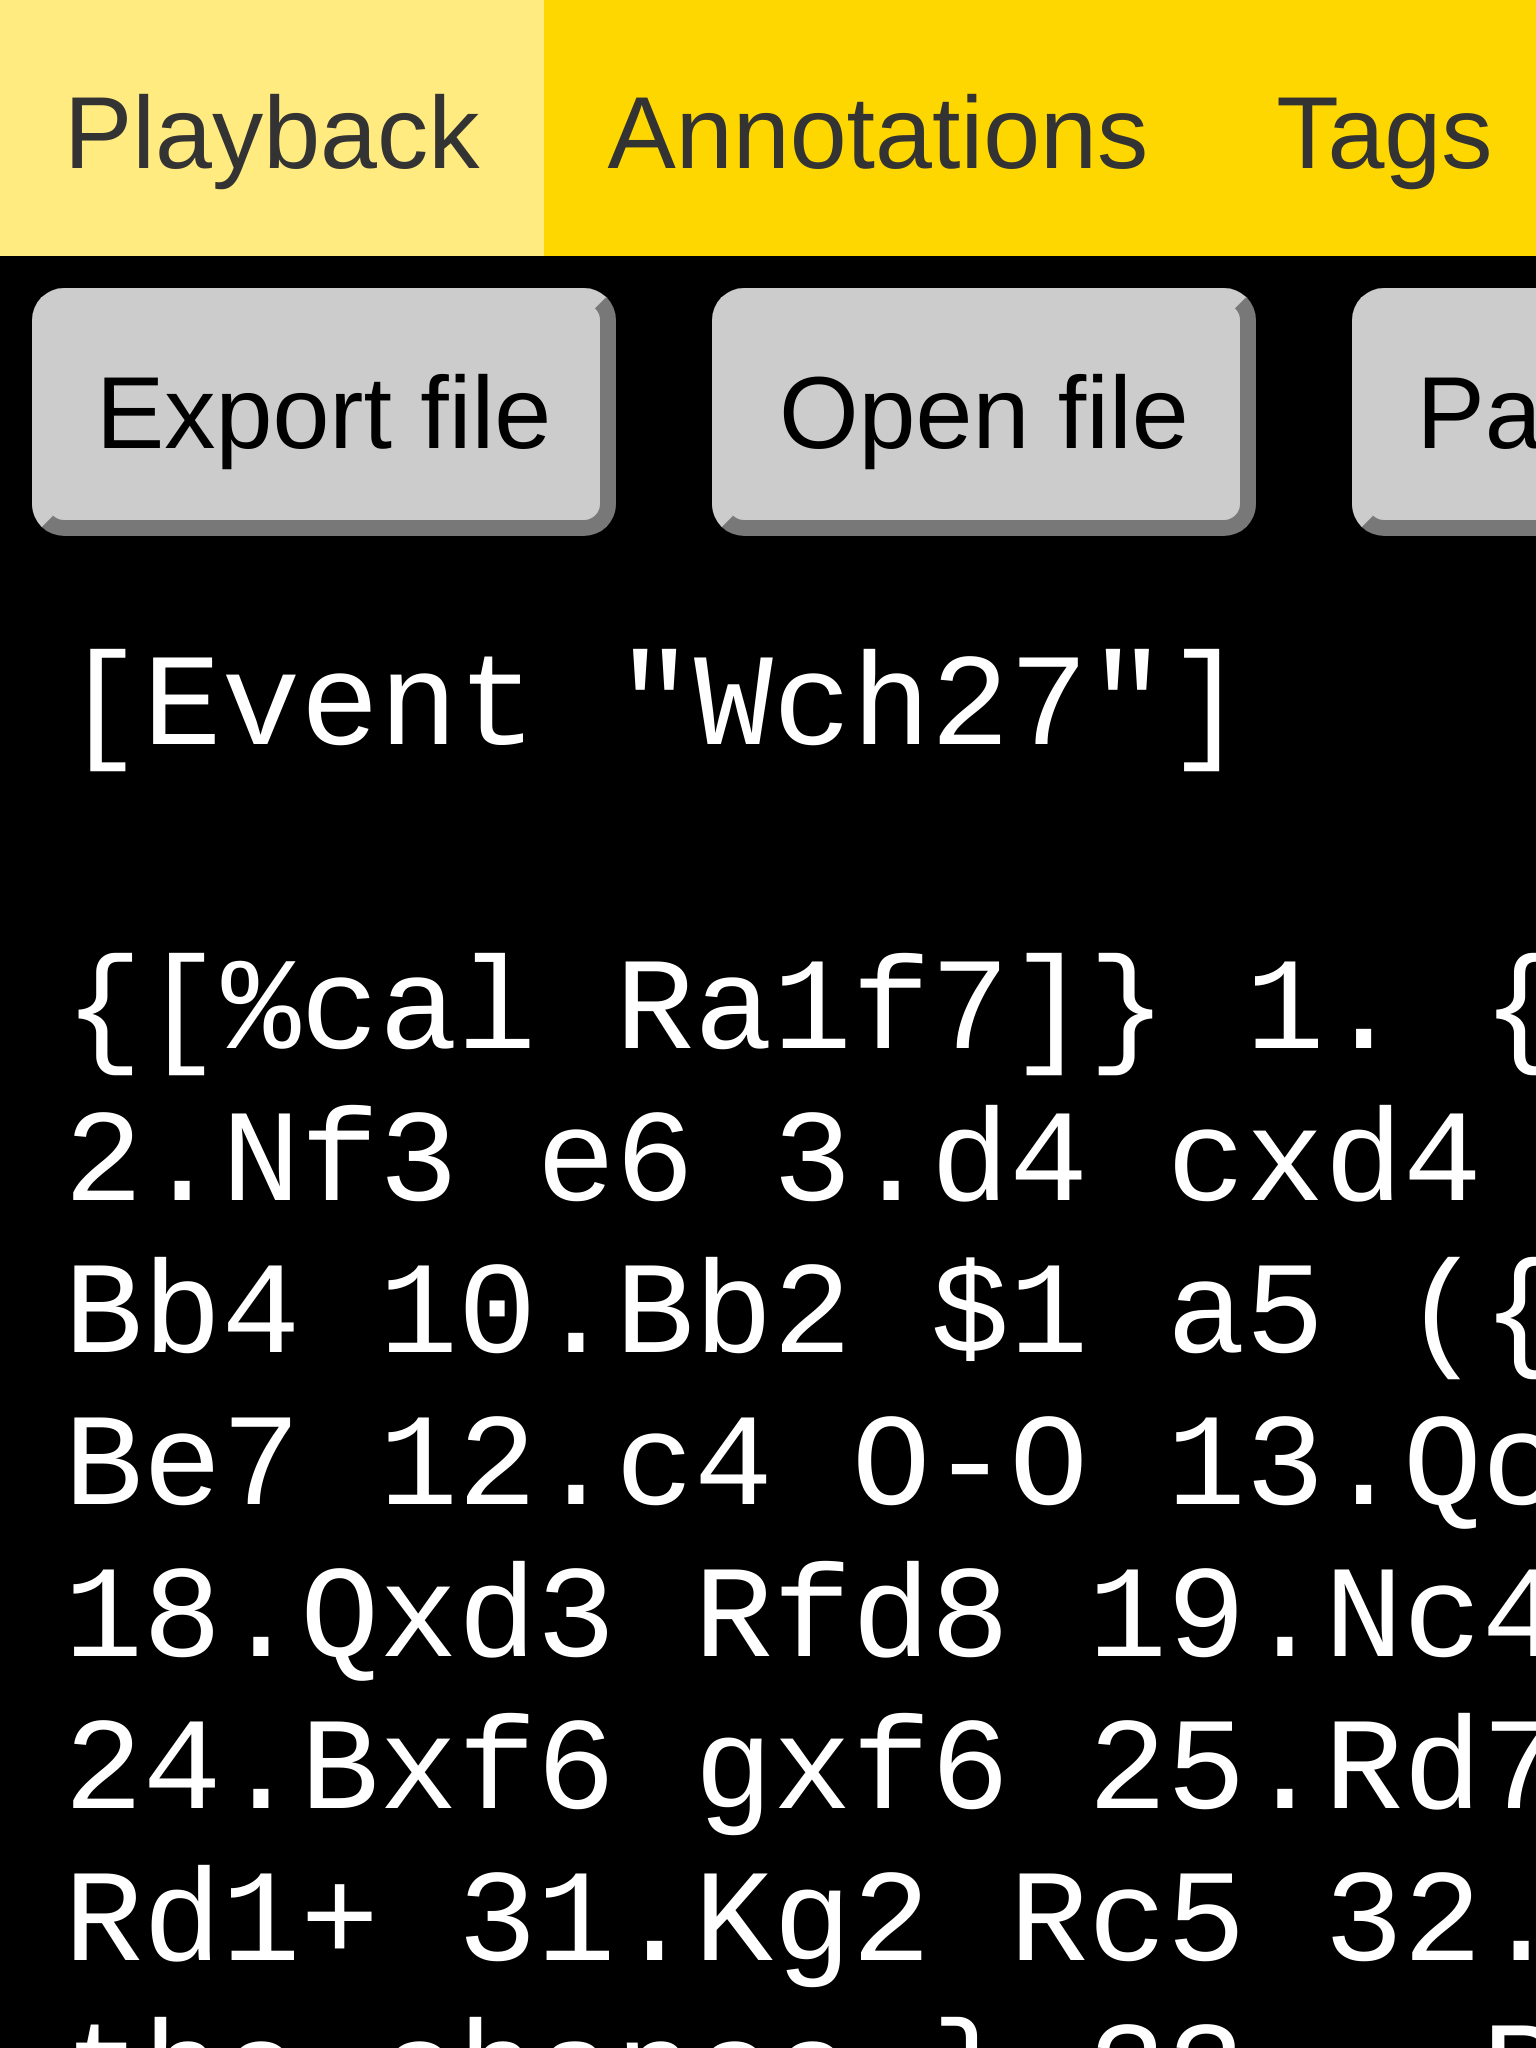 Playback Annotations Tags
Export file Open file Pa
[Event "Wch27"]
{[%cal Ra1f7]} 1. {
2.Nf3 e6 3.d4 cxd4
Bb4 10.Bb2 $1 a5 ({
Be7 12.c4 O-O 13.Qc
18.Qxd3 Rfd8 19.Nc4
24.Bxf6 gxf6 25.Rd7
Rd1+ 31.Kg2 Rc5 32.